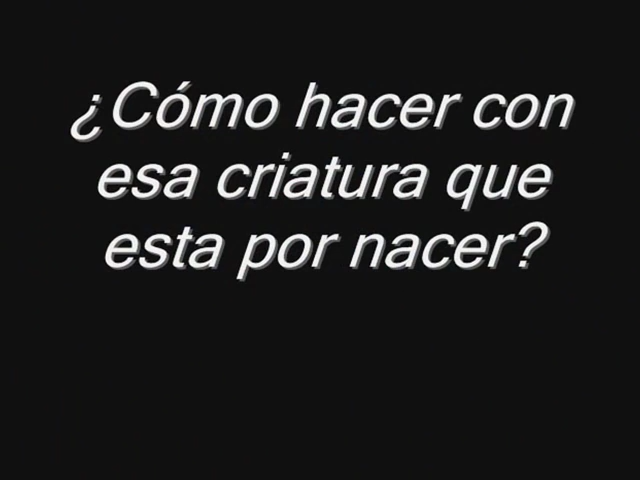 ¿Cómo hacer con
esa criatura que
esta por nacer?